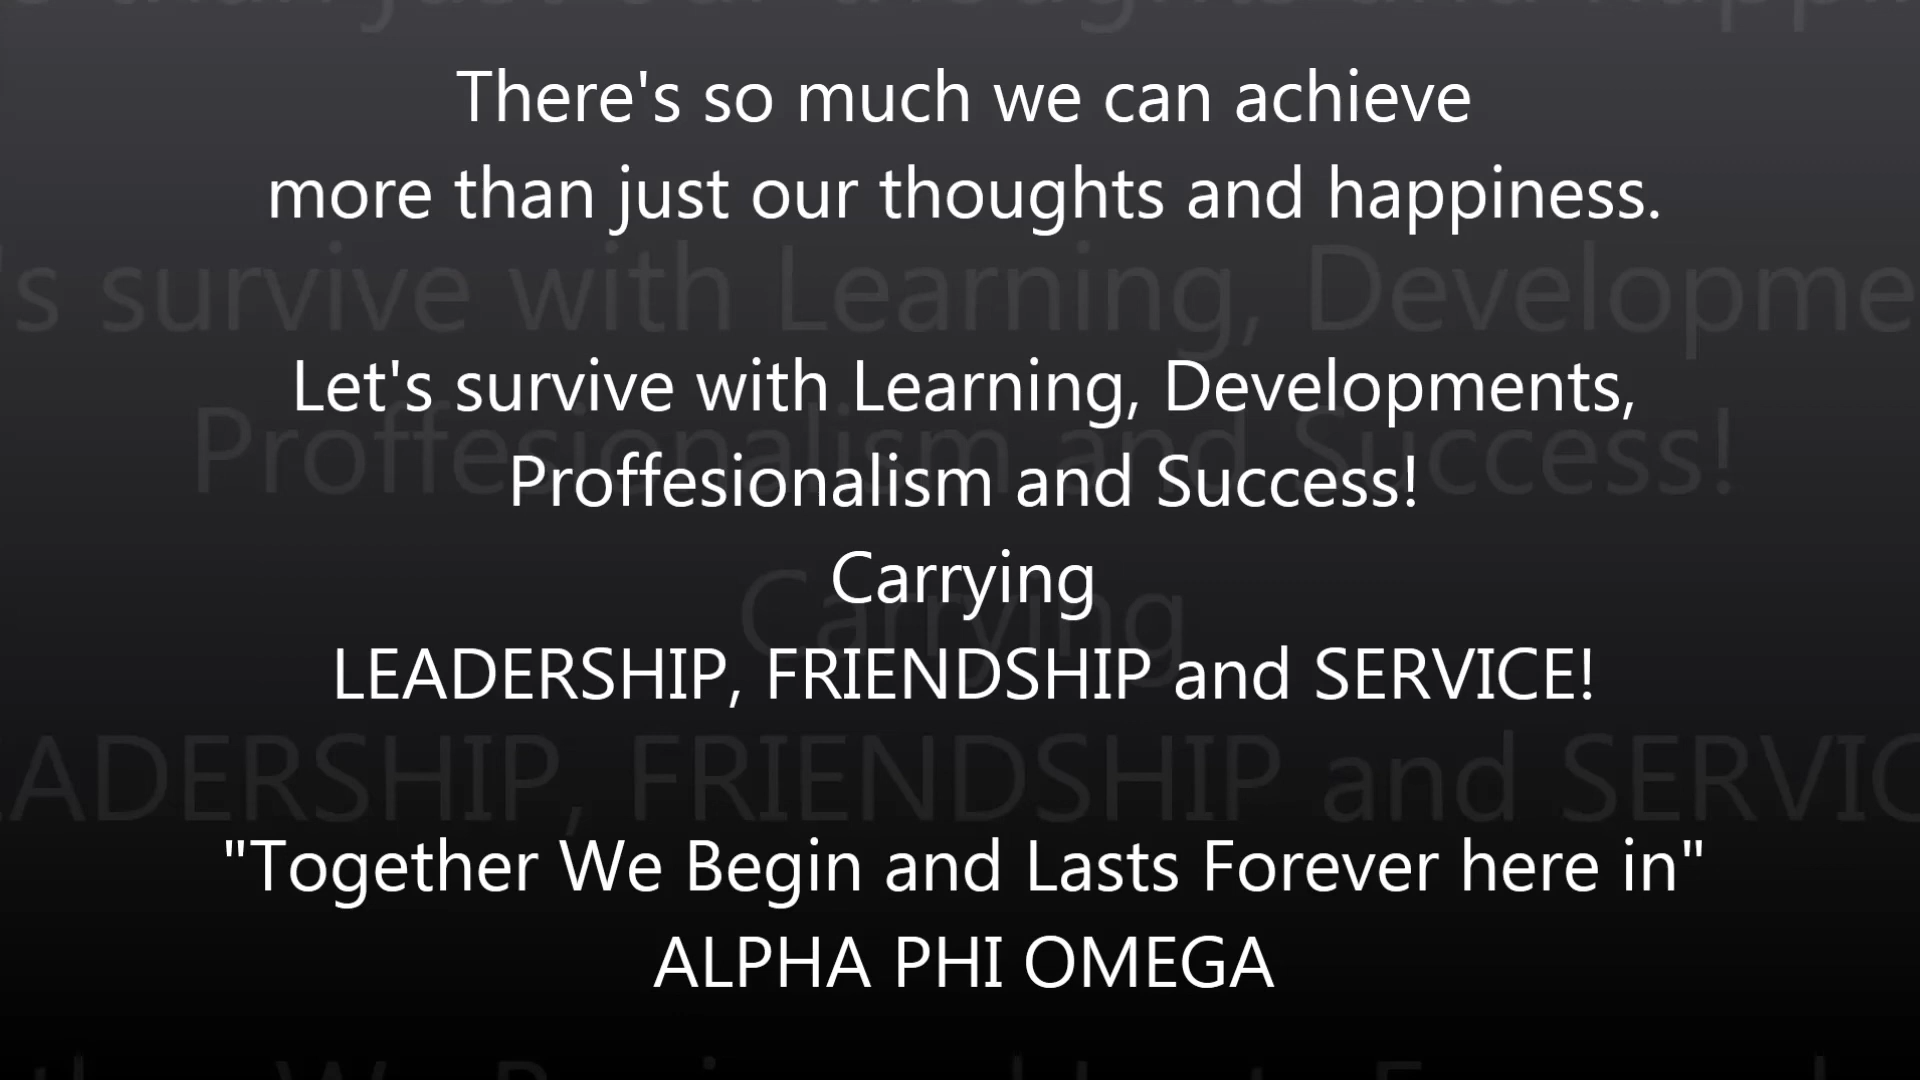 There's so much we can achieve
more than just our thoughts and happiness.
Let's survive with Learning, Developments,
Proffesionalism and Success!
Carrying
LEADERSHIP, FRIENDSHIP and SERVICE!
"Together We Begin and Lasts Forever here in"
ALPHA PHI OMEGA